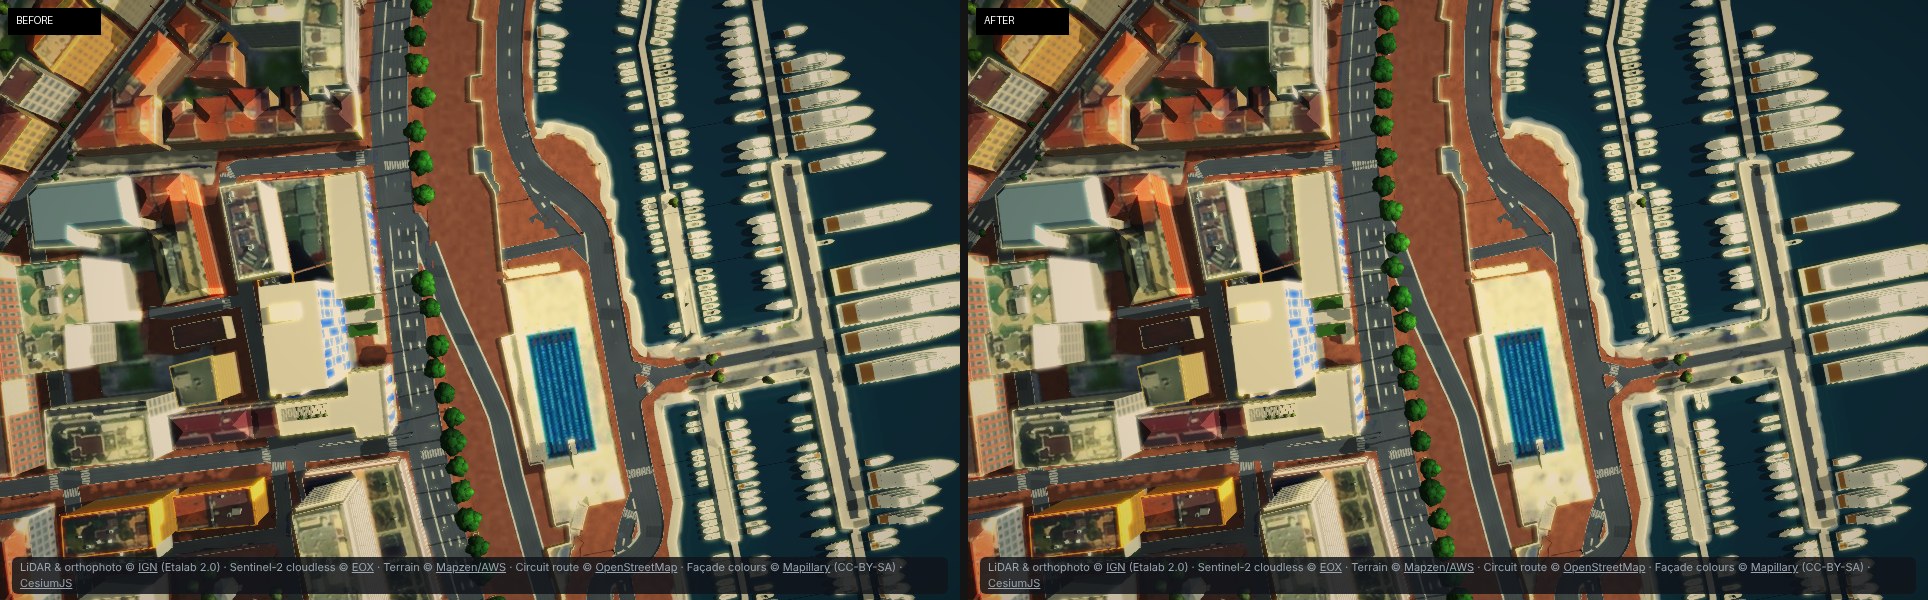 BEFORE
LiDAR & orthophoto © IGN (Etalab 2.0) · Sentinel-2 cloudless © EOX · Terrain © Mapzen/AWS · Circuit route © OpenStreetMap · Façade colours © Mapillary (CC-BY-SA) ·
CesiumJS
AFTER
LiDAR & orthophoto © IGN (Etalab 2.0) · Sentinel-2 cloudless © EOX · Terrain © Mapzen/AWS · Circuit route © OpenStreetMap · Façade colours © Mapillary (CC-BY-SA) ·
CesiumJS